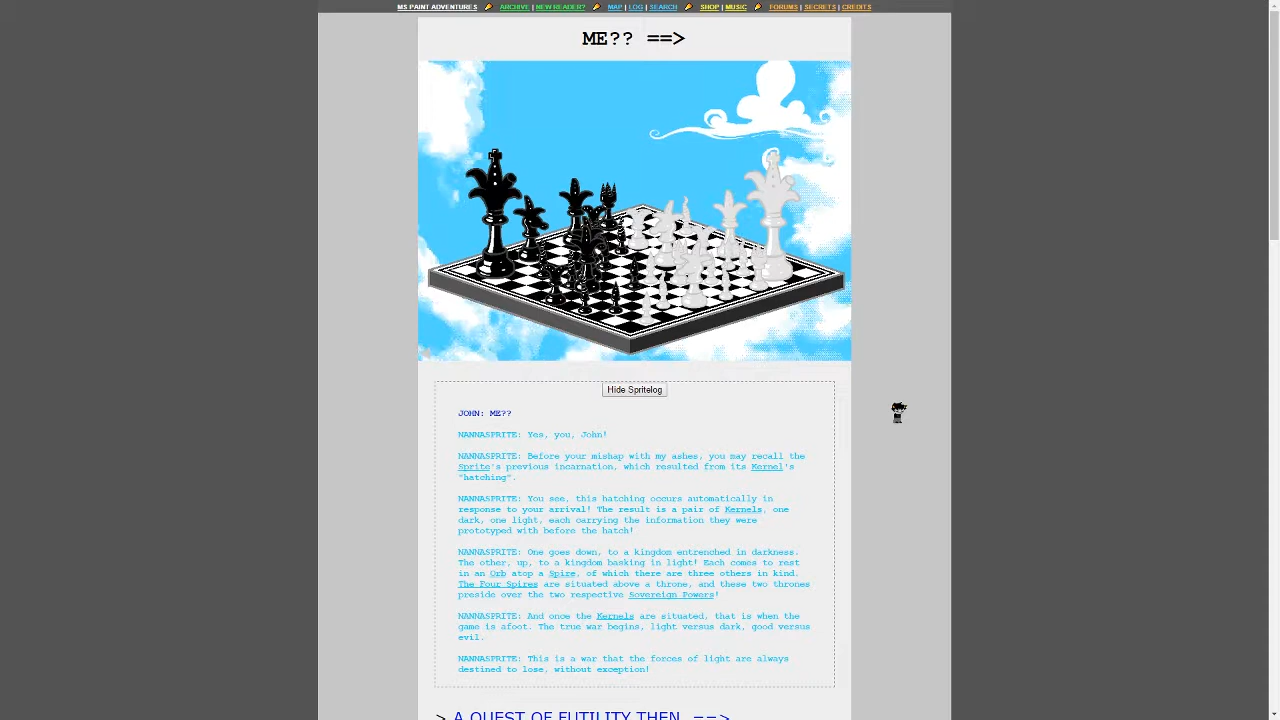 MS PAINT ADVENTURES ARCHIVE | NEW READER? MAP | LOG | SEARCH SHOP | MUSIC FORUMS | SECRETS | CREDITS
ME?? ==>
Hide Spritelog
JOHN: ME??
NANNASPRITE: Yes, you, John!
NANNASPRITE: Before your mishap with my ashes, you may recall the
Sprite's previous incarnation, which resulted from its Kernel's
"hatching".
NANNASPRITE: You see, this hatching occurs automatically in
response to your arrival! The result is a pair of Kernels, one
dark, one light, each carrying the information they were
prototyped with before the hatch!
NANNASPRITE: One goes down, to a kingdom entrenched in darkness.
The other, up, to a kingdom basking in light! Each comes to rest
in an Orb atop a Spire, of which there are three others in kind.
The Four Spires are situated above a throne, and these two thrones
preside over the two respective Sovereign Powers!
NANNASPRITE: And once the Kernels are situated, that is when the
game is afoot. The true war begins, light versus dark, good versus
evil.
NANNASPRITE: This is a war that the forces of light are always
destined to lose, without exception!
> A QUEST OF FUTILITY THEN. ==>